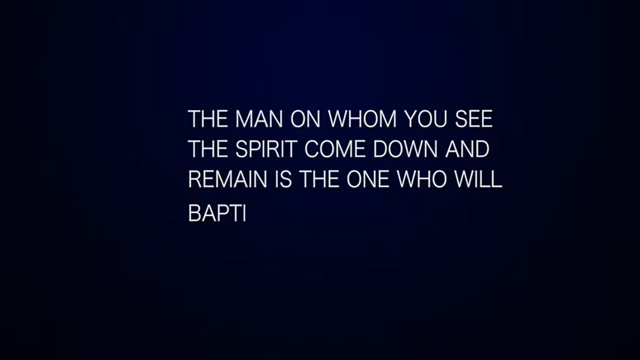 THE MAN ON WHOM YOU SEE
THE SPIRIT COME DOWN AND
REMAIN IS THE ONE WHO WILL
BAPTI